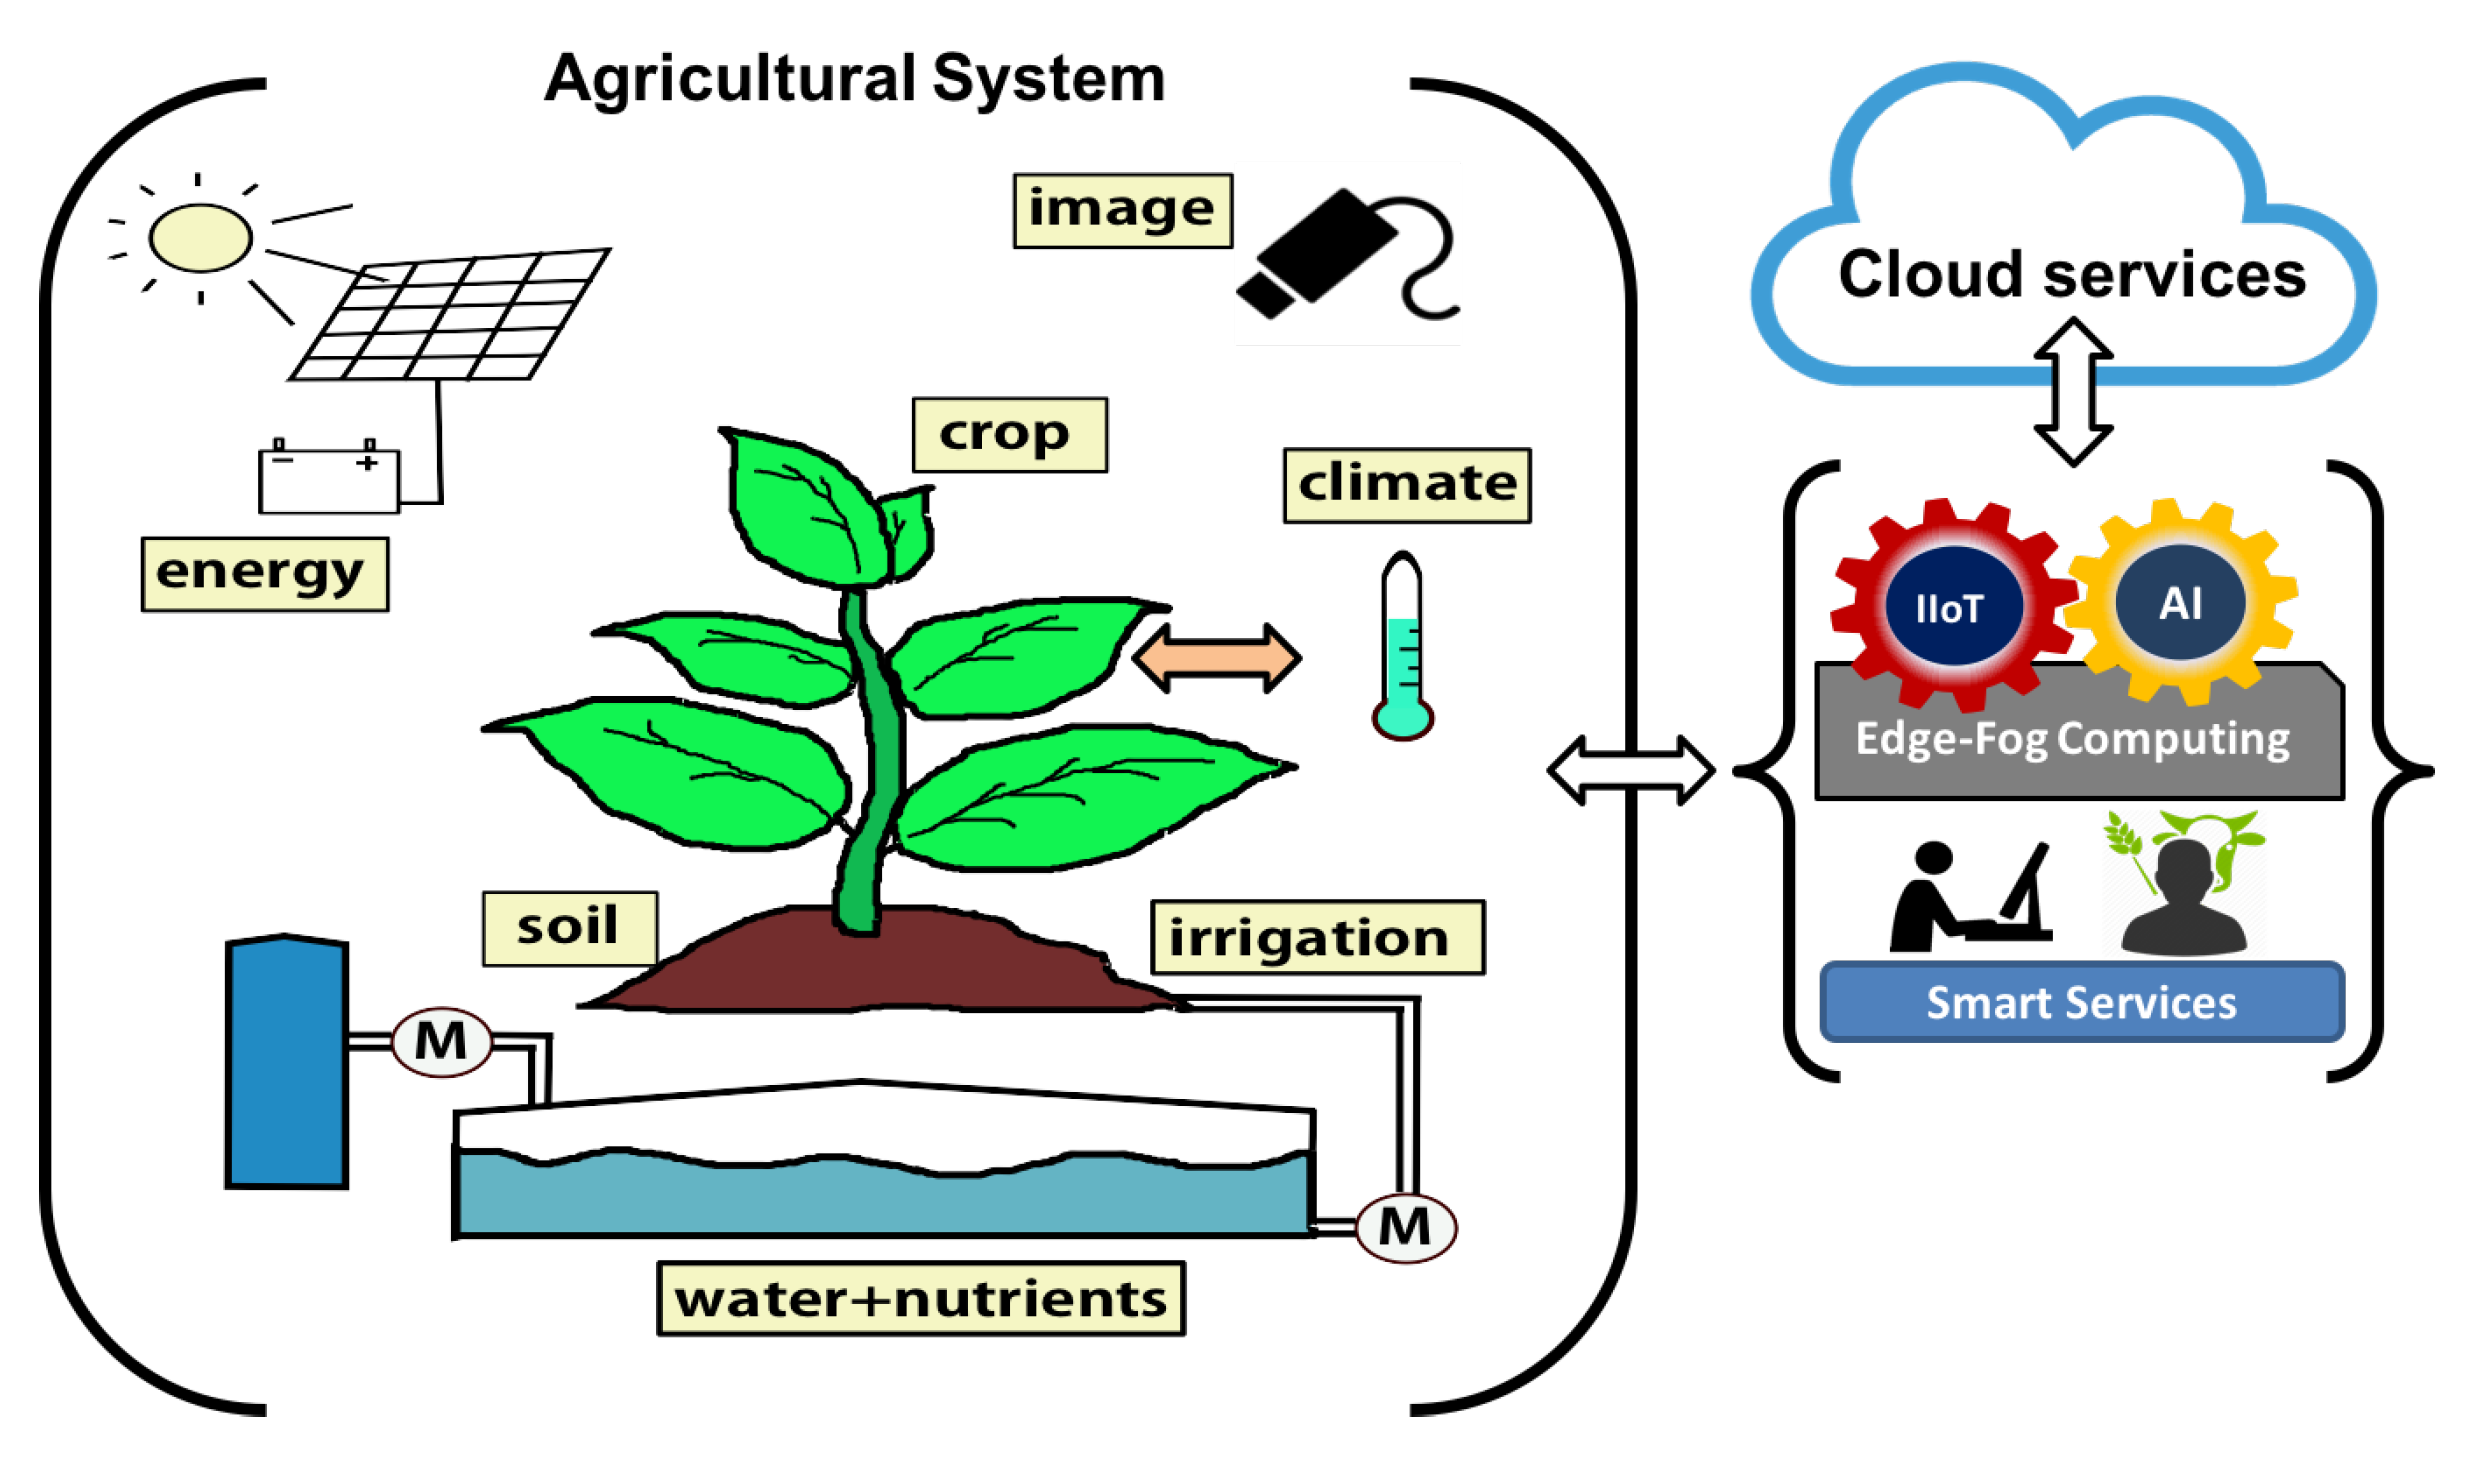 Agricultural System
image
Cloud services
crop
climate
energy
IIoT
AI
Edge-Fog Computing
soil
irrigation
Smart Services
M
M
water+nutrients
− +